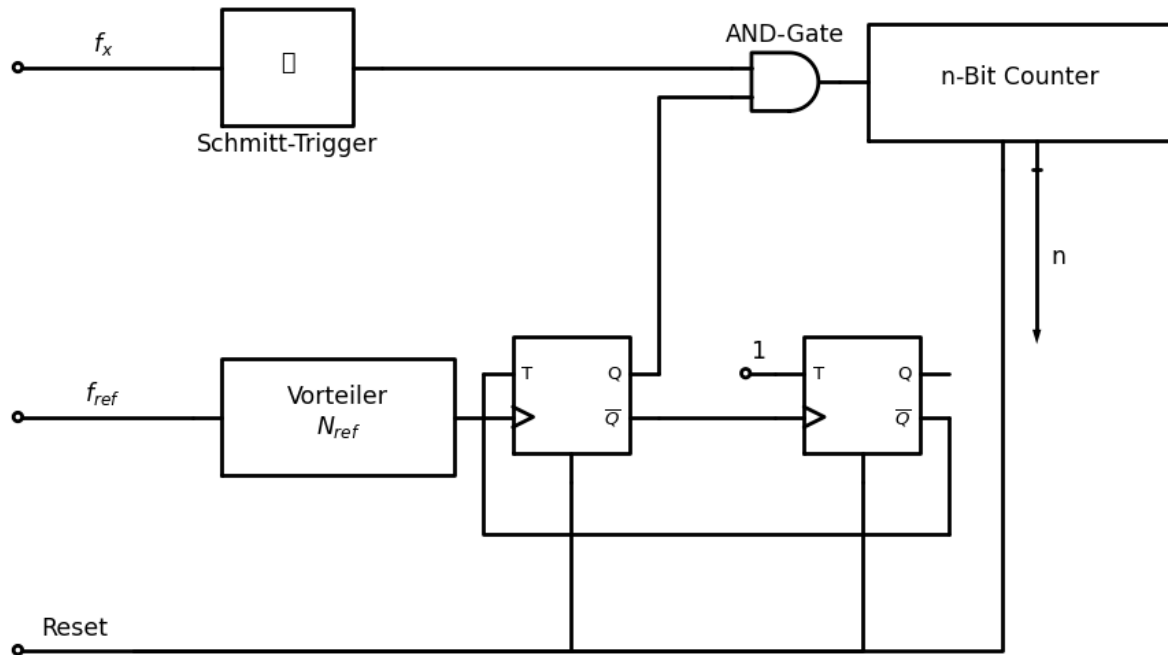 f_x
AND-Gate
n-Bit Counter
Schmitt-Trigger
n
1
f_ref
Vorteiler
N_ref
T Q
Q̅
T Q
Q̅
Reset